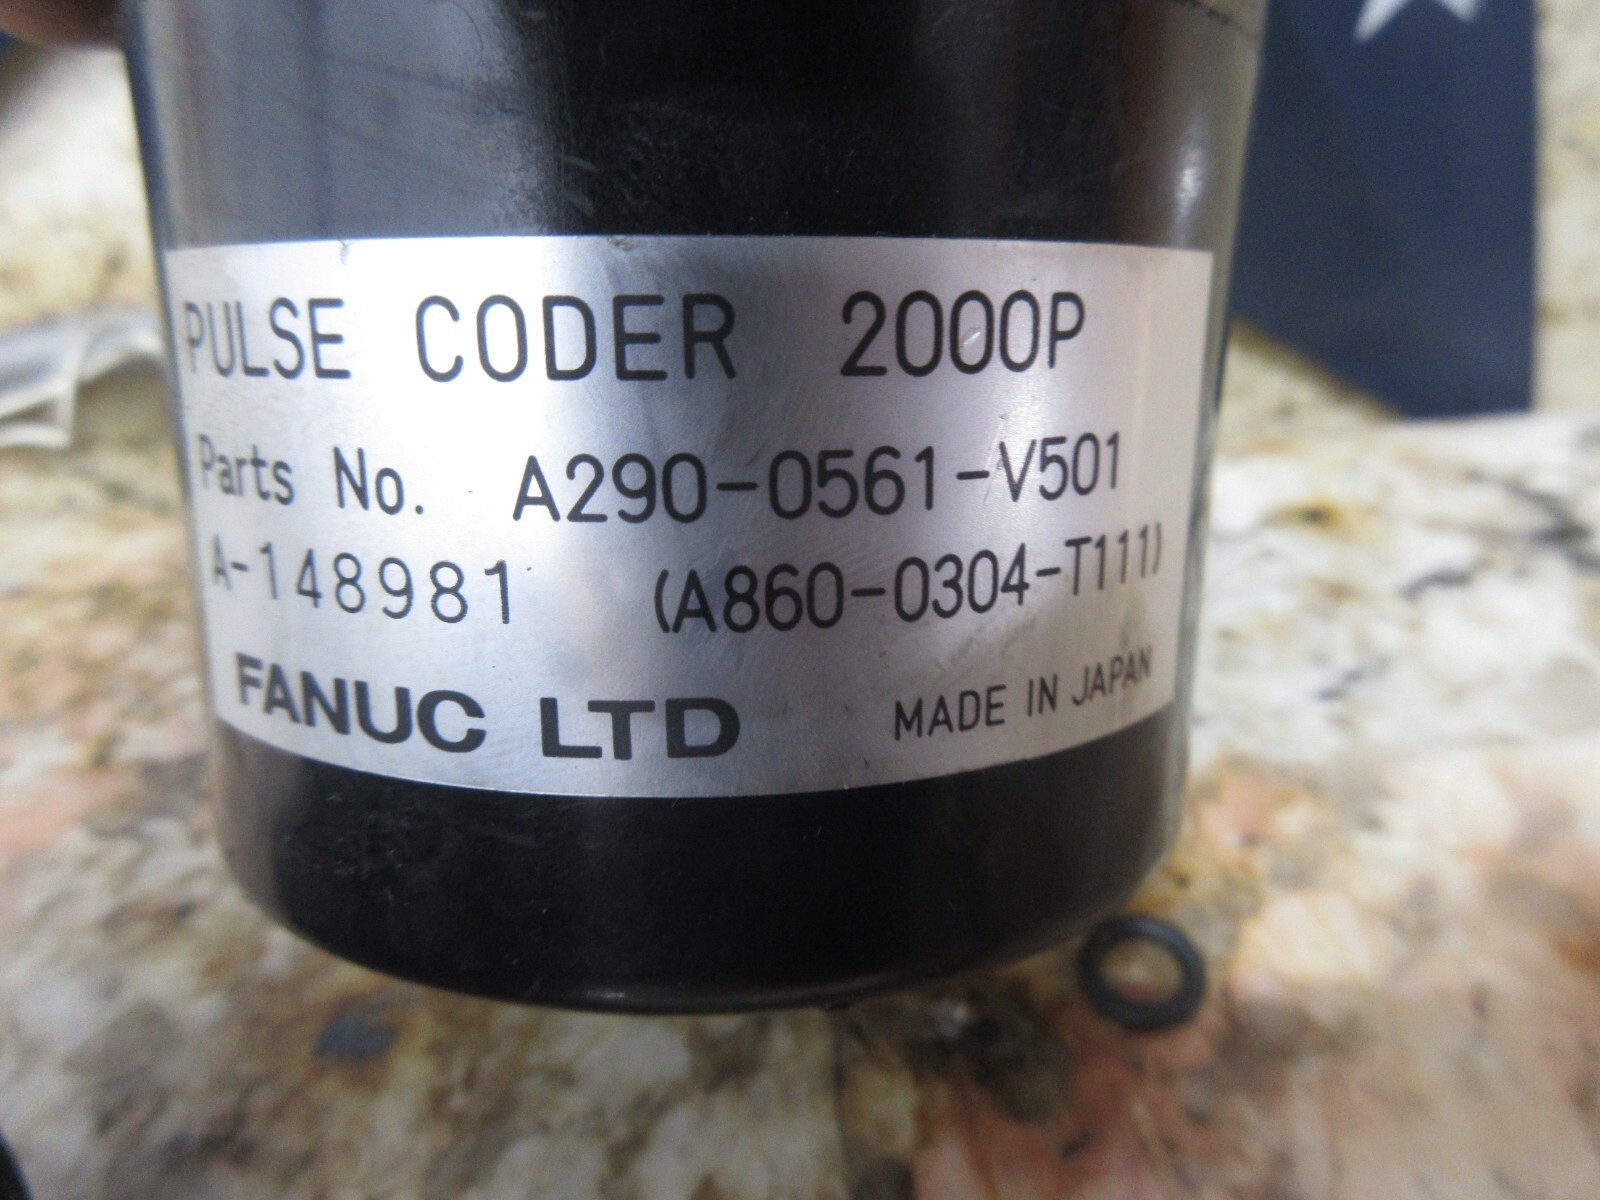 PULSE CODER 2000P
Parts No. A290-0561-V501
A-148981 (A860-0304-T111)
FANUC LTD MADE IN JAPAN